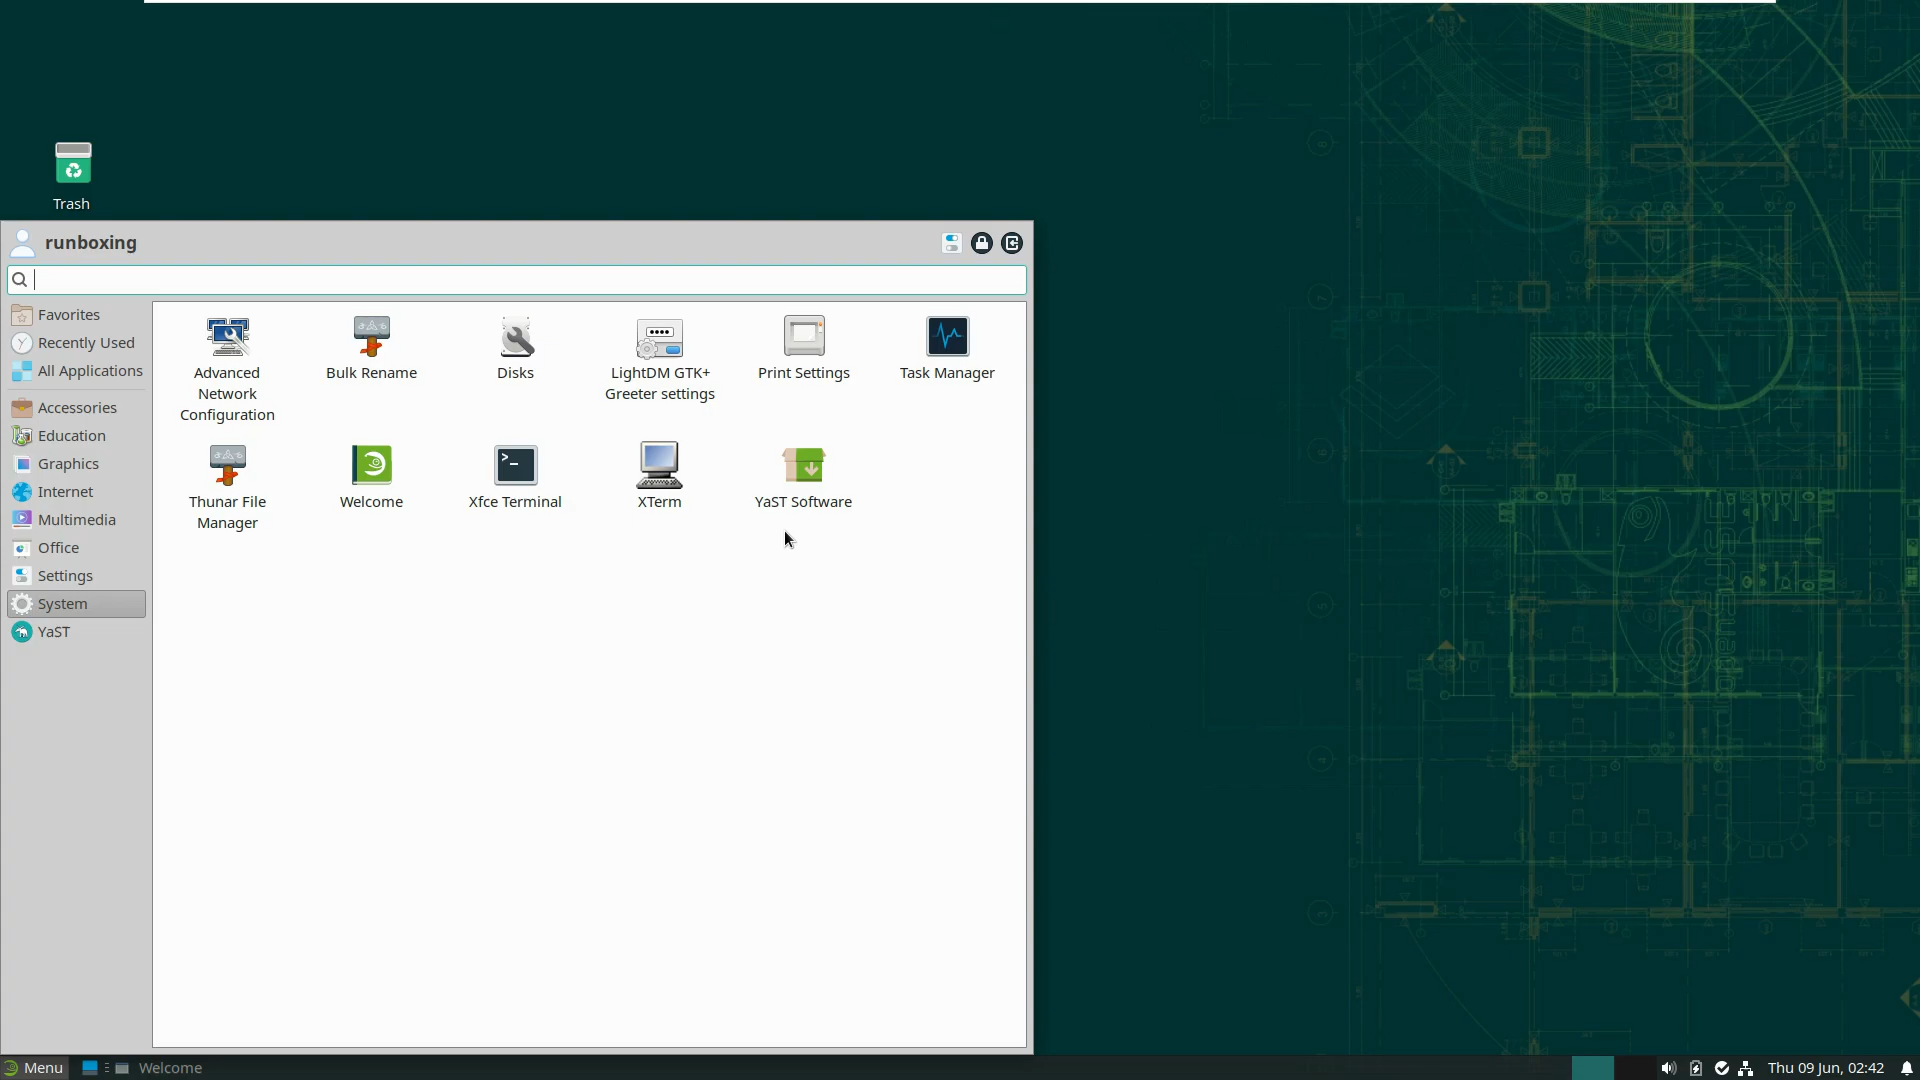 Trash
runboxing
Favorites
Recently Used
All Applications
Accessories
Education
Graphics
Internet
Multimedia
Office
Settings
System
YaST
Advanced
Network
Configuration
Bulk Rename
Disks
LightDM GTK+
Greeter settings
Print Settings
Task Manager
Thunar File
Manager
Welcome
Xfce Terminal
XTerm
YaST Software
Menu
Welcome
Thu 09 Jun, 02:42